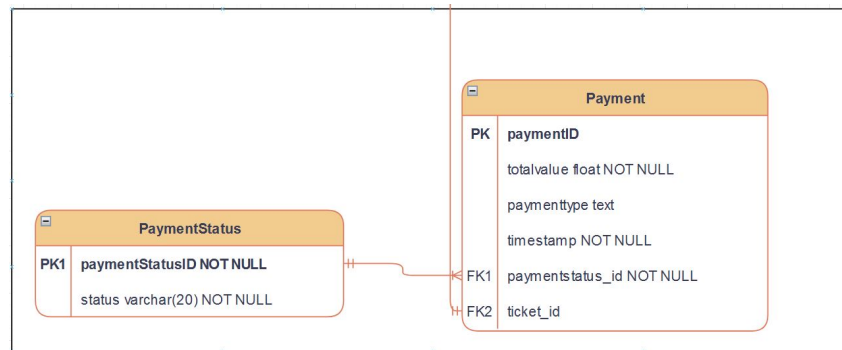 Payment
PK paymentID
totalvalue float NOT NULL
paymenttype text
timestamp NOT NULL
FK1 paymentstatus_id NOT NULL
FK2 ticket_id
PaymentStatus
PK1 paymentStatusID NOT NULL
status varchar(20) NOT NULL